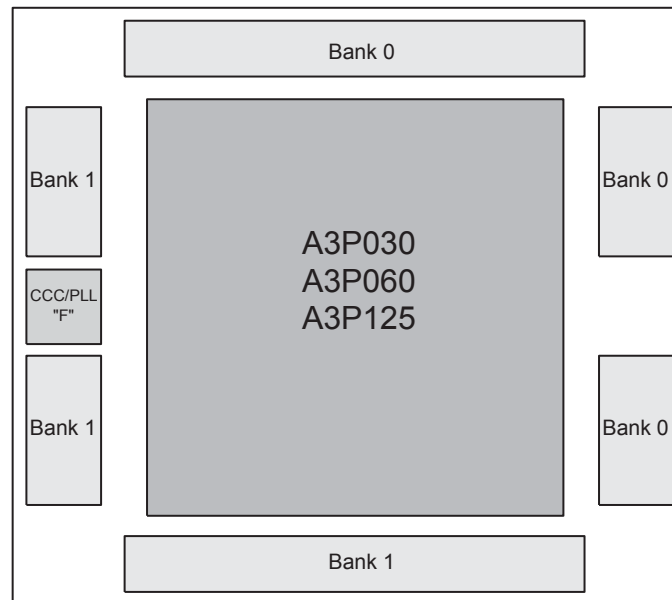 Bank 0
Bank 1
Bank 0
A3P030
A3P060
A3P125
CCC/PLL
"F"
Bank 1
Bank 0
Bank 1